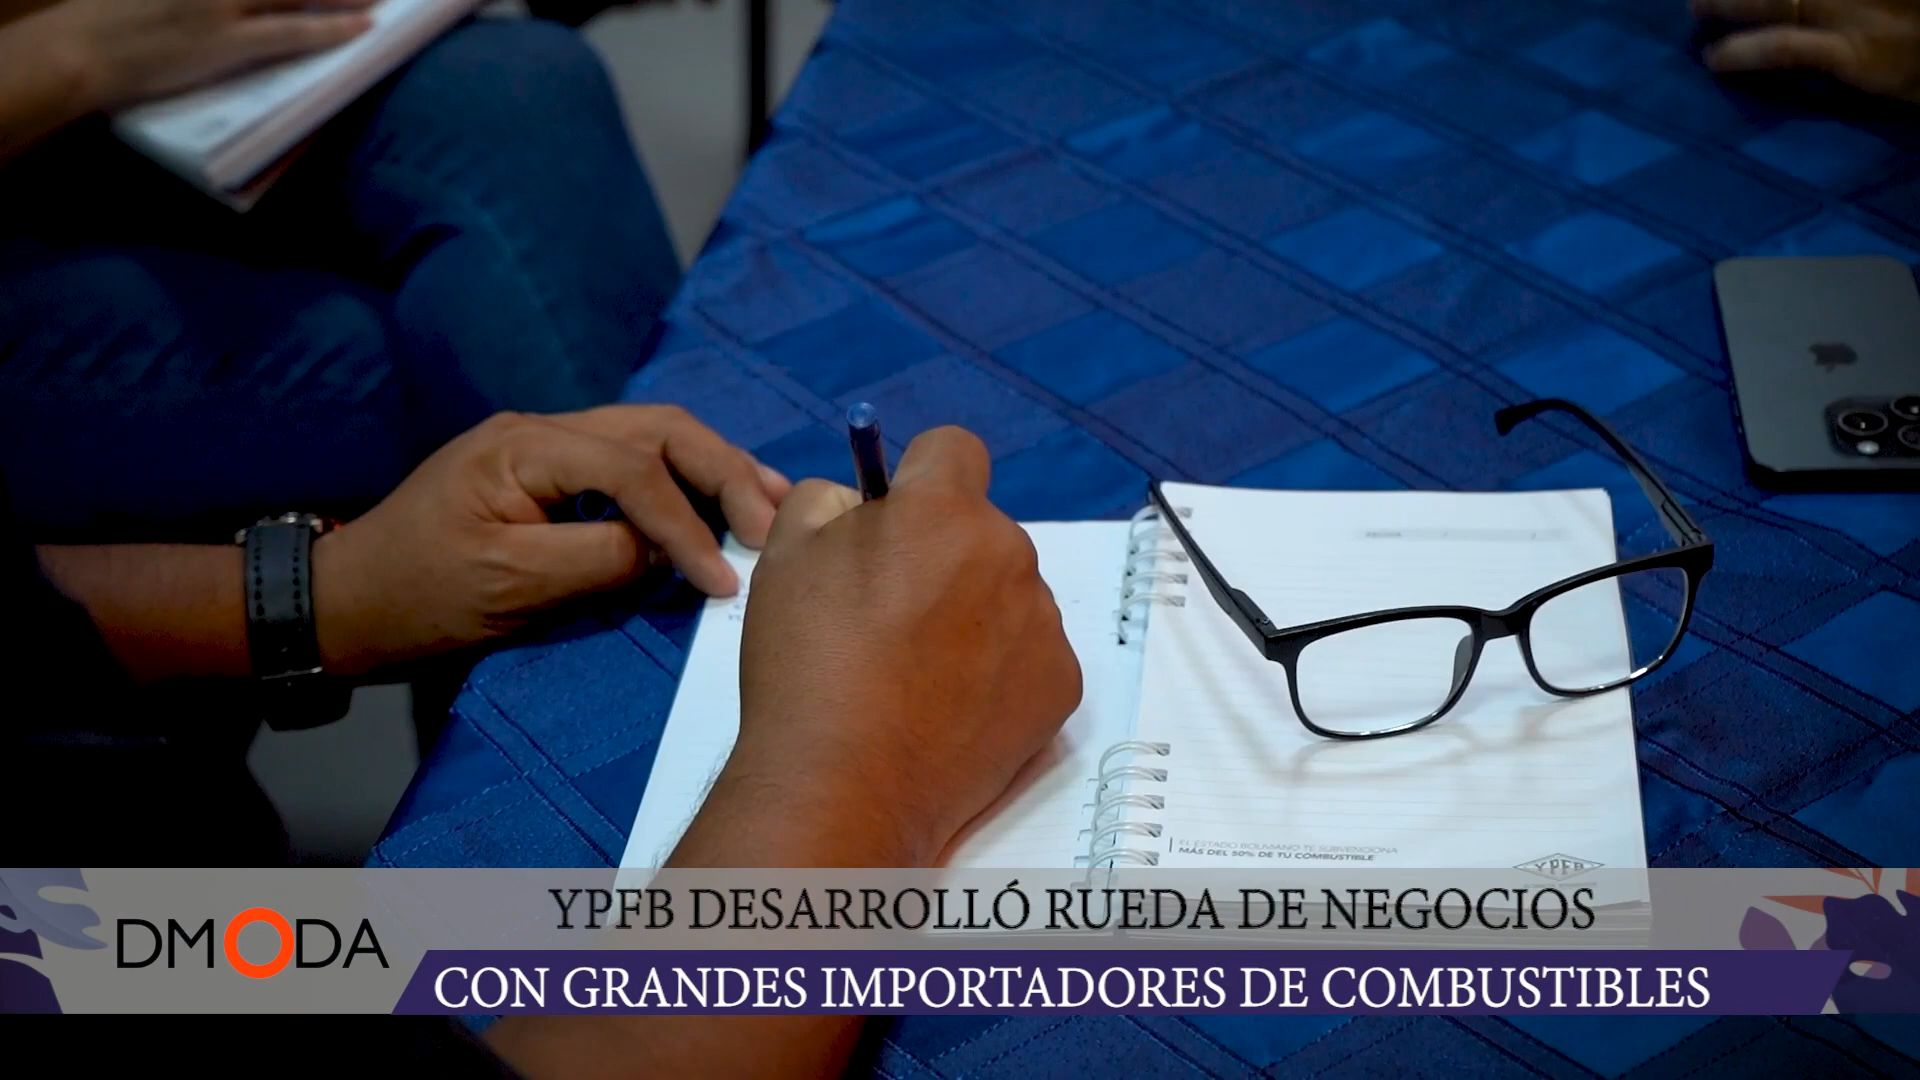 EL ESTADO BOLIVIANO TE SUBVENCIONA
MÁS DEL 50% DE TU COMBUSTIBLE
YPFB
DMODA
YPFB DESARROLLÓ RUEDA DE NEGOCIOS
CON GRANDES IMPORTADORES DE COMBUSTIBLES